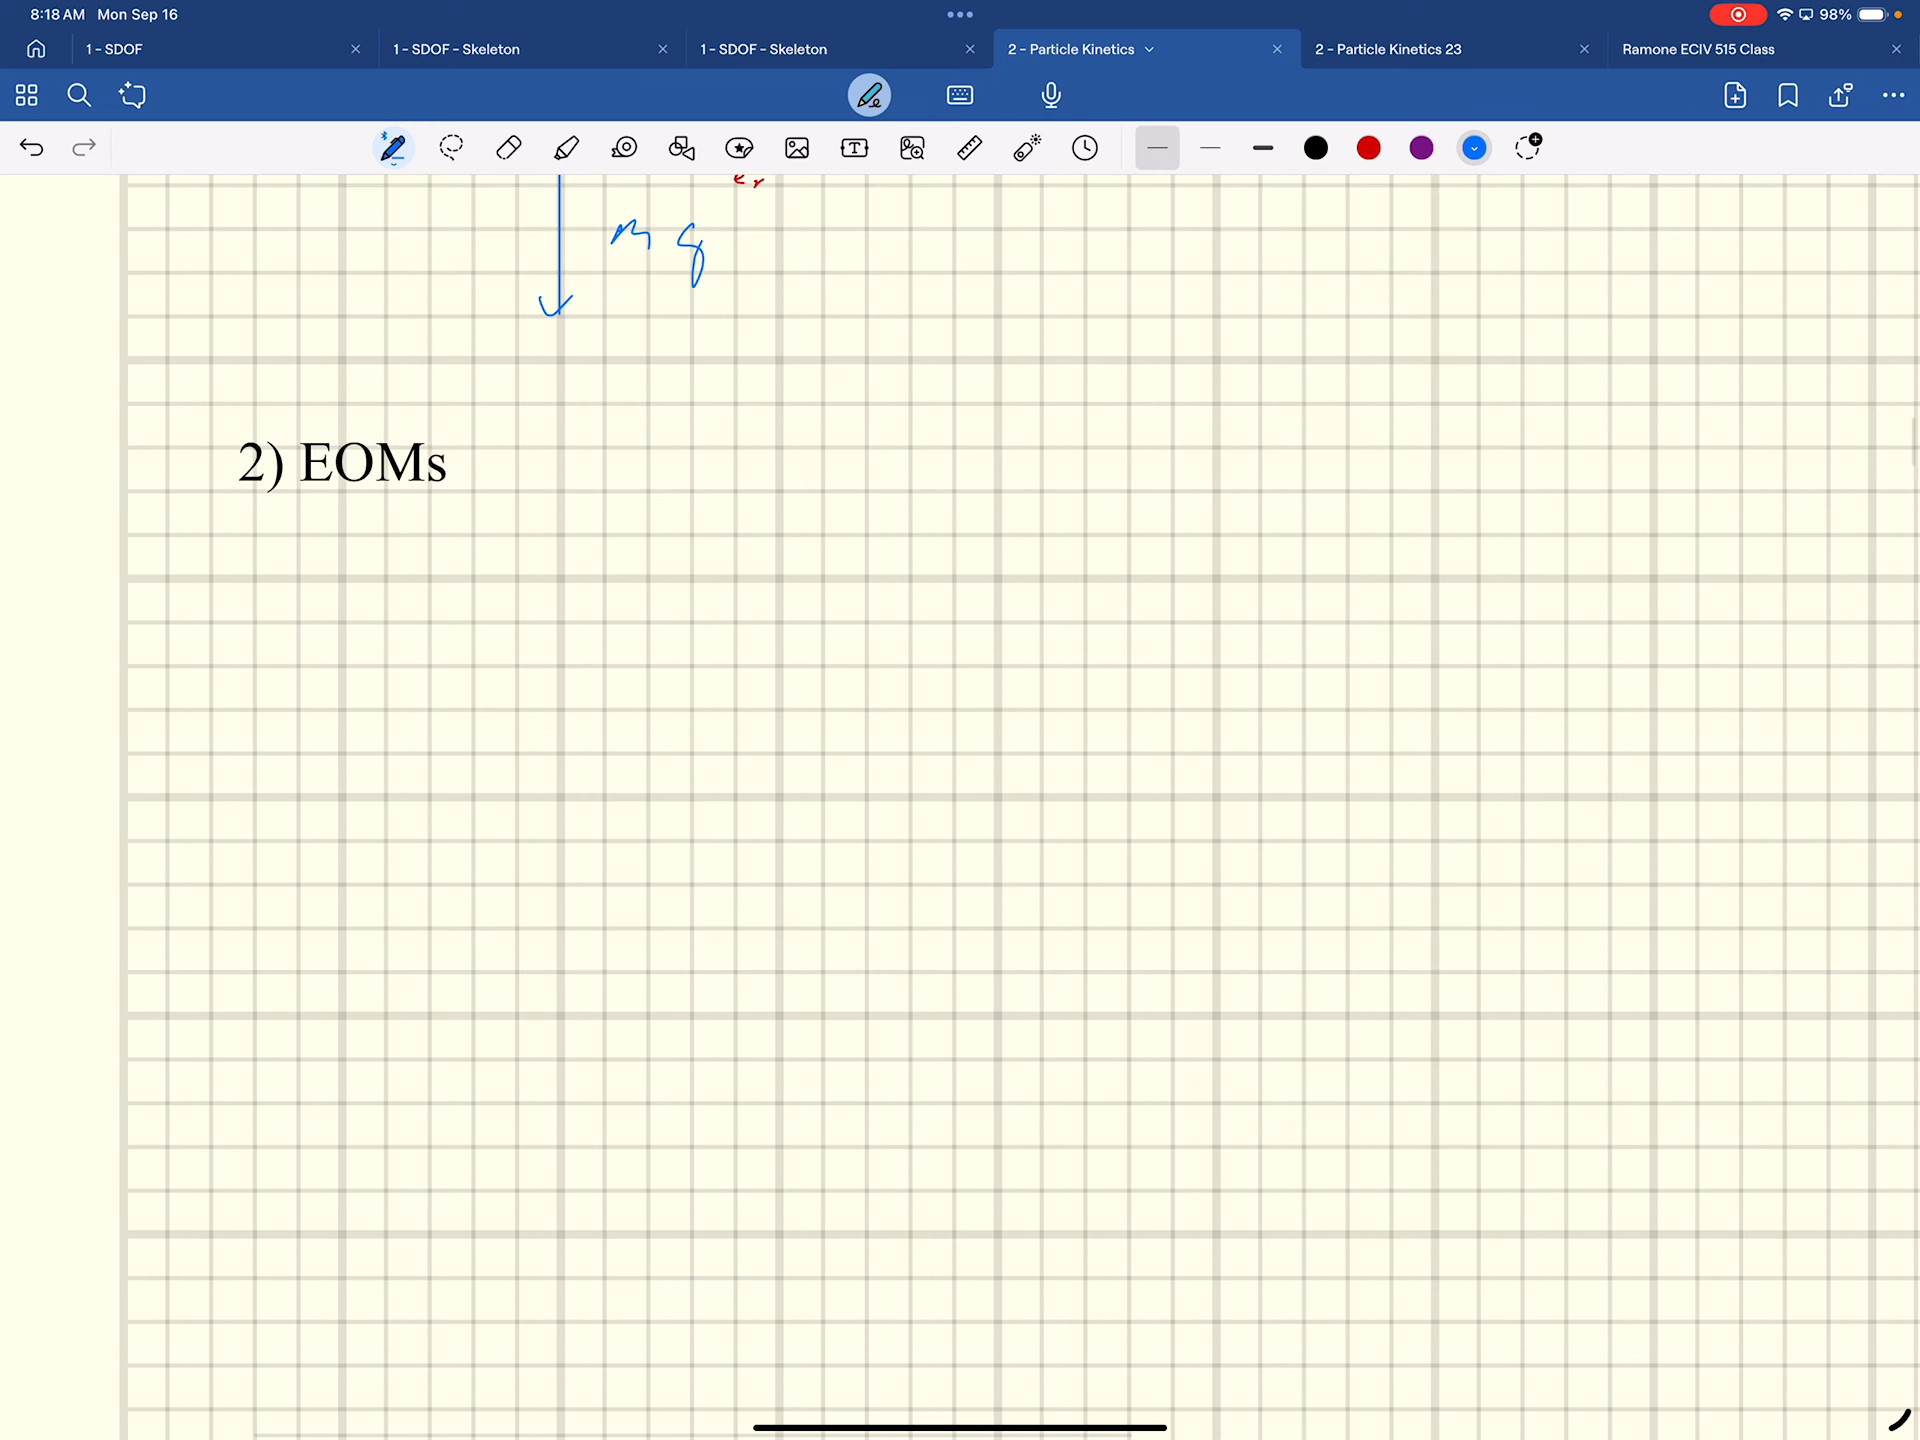 8:18 AM Mon Sep 16
98%
1 - SDOF
1 - SDOF - Skeleton
1 - SDOF - Skeleton
2 - Particle Kinetics
2 - Particle Kinetics 23
Ramone ECIV 515 Class
e r
m g
2) EOMs